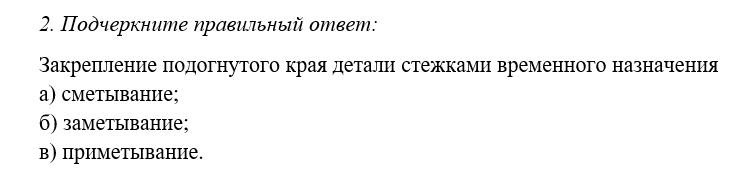 2. Подчеркните правильный ответ:
Закрепление подогнутого края детали стежками временного назначения
а) сметывание;
б) заметывание;
в) приметывание.